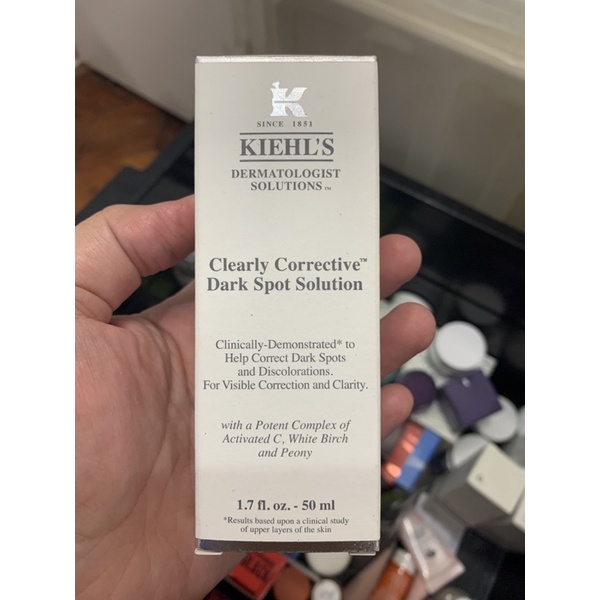 K
SINCE 1851
KIEHL'S
DERMATOLOGIST
SOLUTIONS™
Clearly Corrective™
Dark Spot Solution
Clinically-Demonstrated* to
Help Correct Dark Spots
and Discolorations.
For Visible Correction and Clarity.
with a Potent Complex of
Activated C, White Birch
and Peony
1.7 fl. oz. - 50 ml
*Results based upon a clinical study
of upper layers of the skin